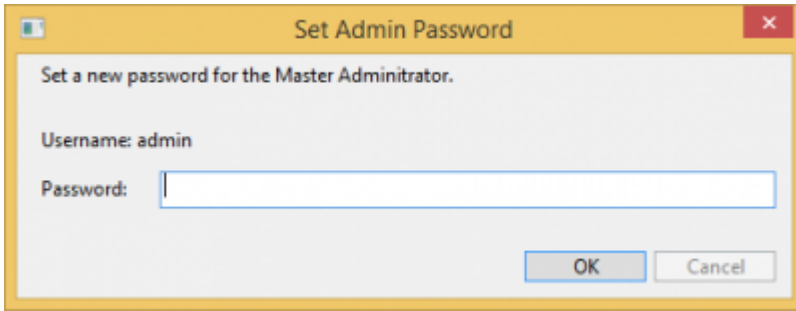 Set Admin Password
Set a new password for the Master Adminitrator.
Username: admin
Password:
OK
Cancel